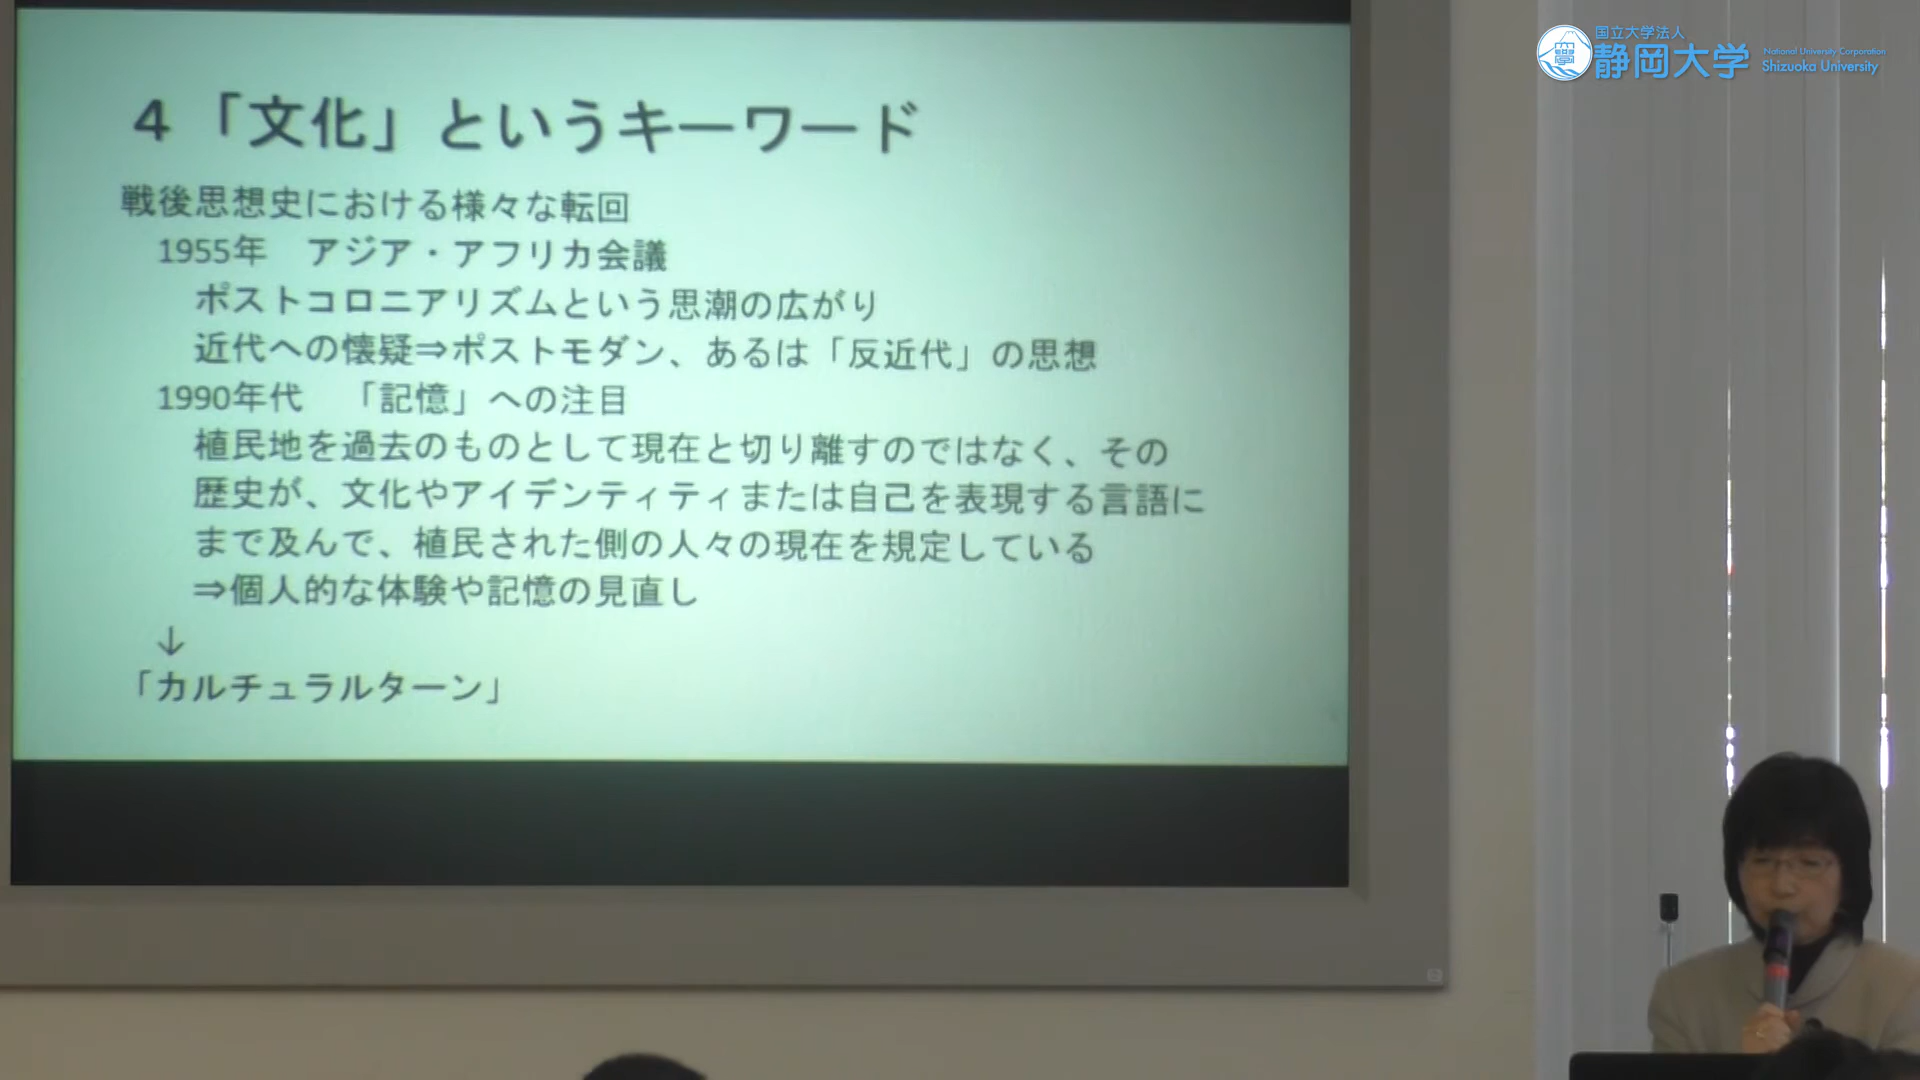 国立大学法人
静岡大学
National University Corporation
Shizuoka University
4「文化」というキーワード
戦後思想史における様々な転回
1955年　アジア・アフリカ会議
ポストコロニアリズムという思潮の広がり
近代への懐疑⇒ポストモダン、あるは「反近代」の思想
1990年代　「記憶」への注目
植民地を過去のものとして現在と切り離すのではなく、その
歴史が、文化やアイデンティティまたは自己を表現する言語に
まで及んで、植民された側の人々の現在を規定している
⇒個人的な体験や記憶の見直し
↓
「カルチュラルターン」